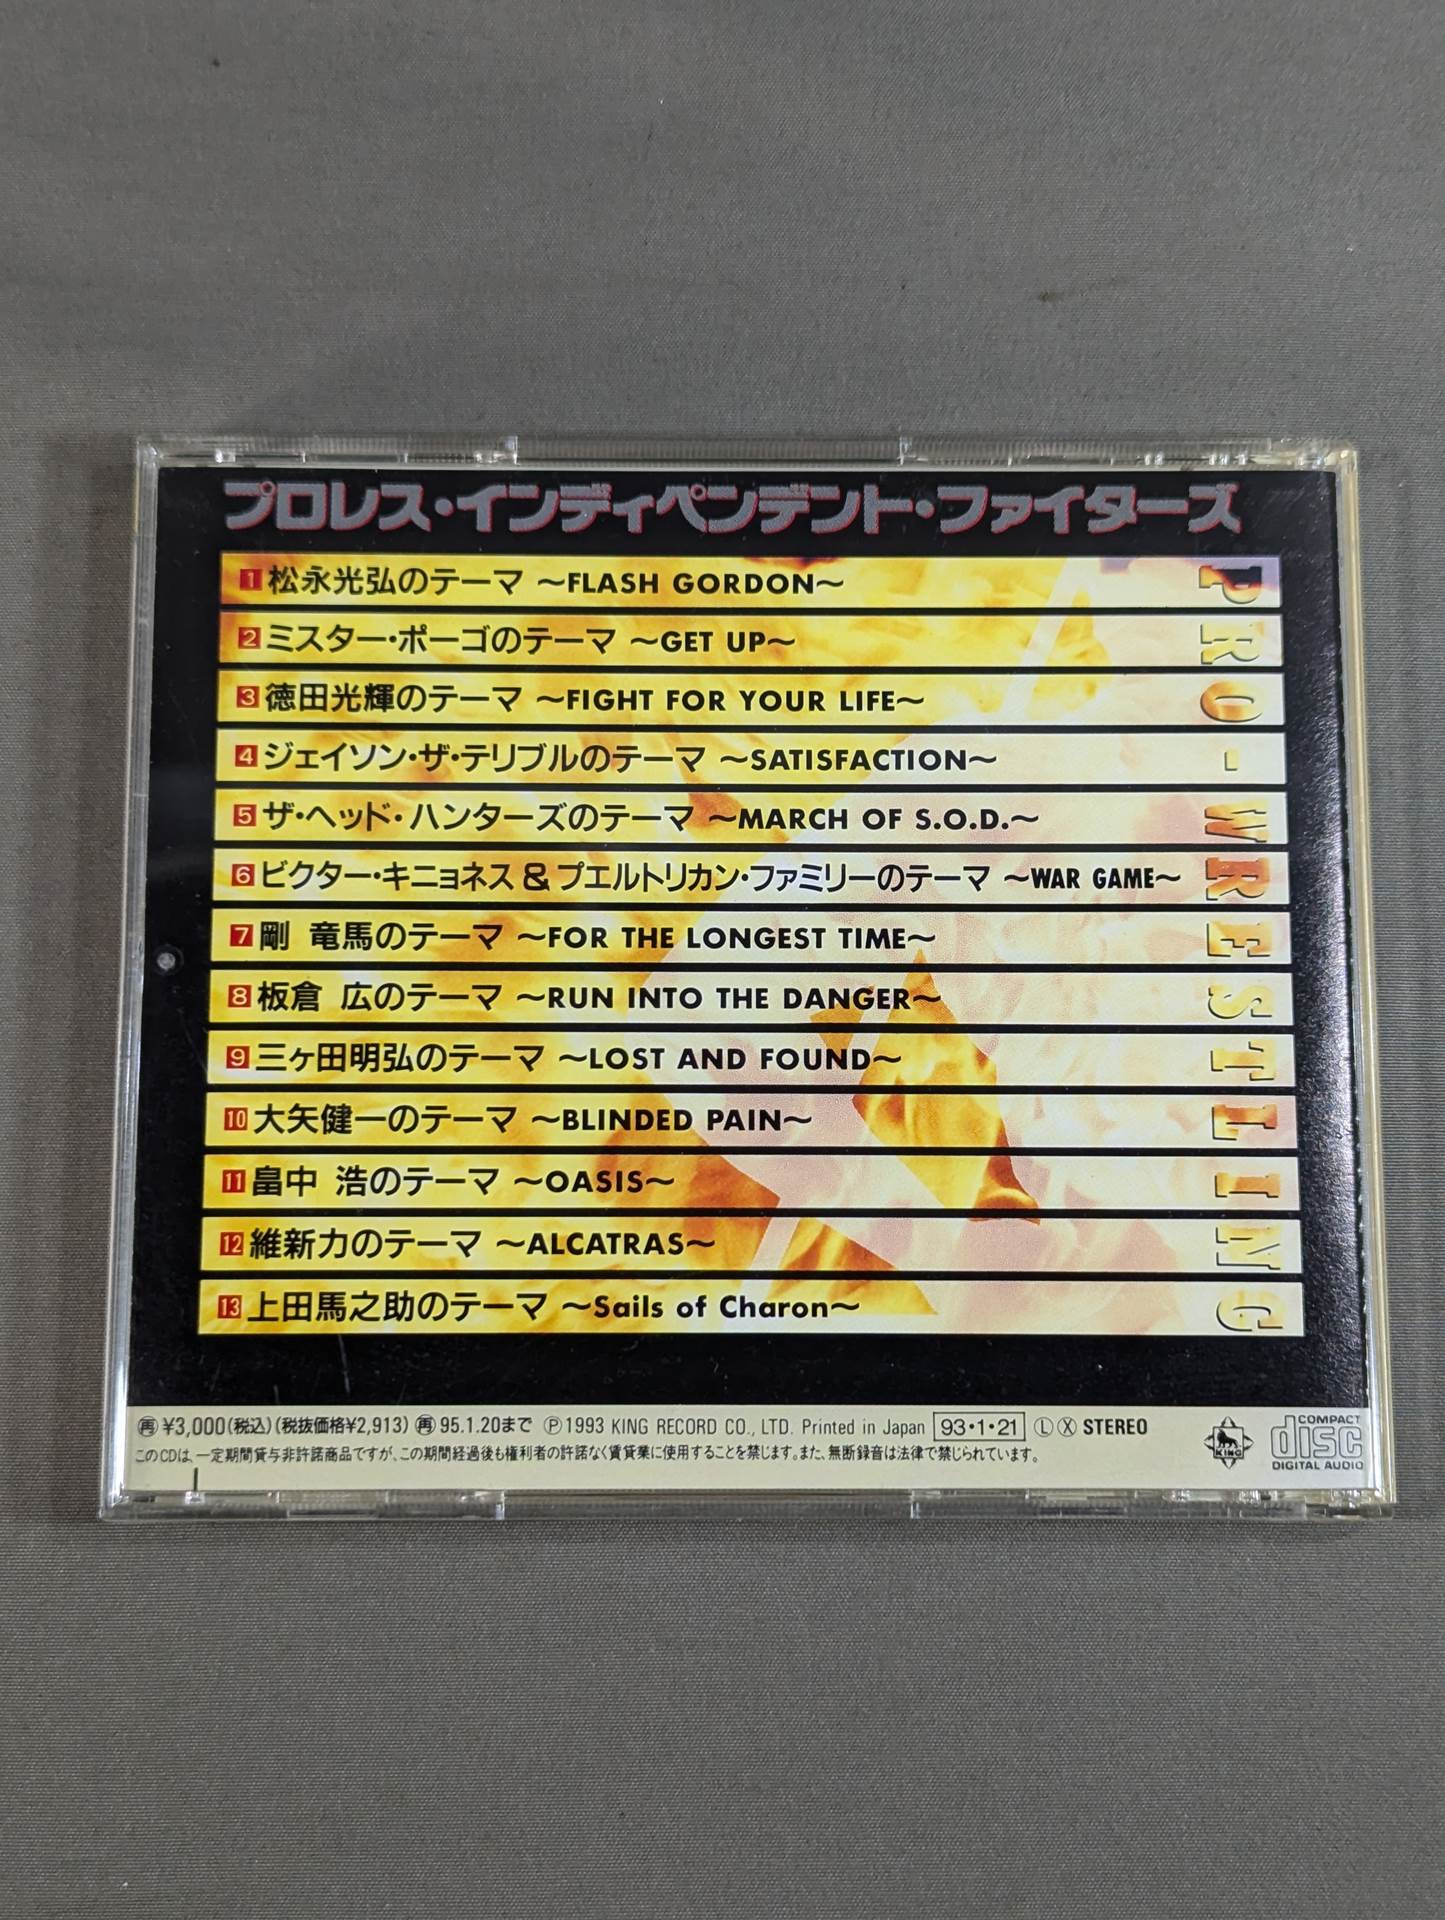 プロレス・インディペンデント・ファイターズ
1 松永光弘のテーマ 〜FLASH GORDON〜
2 ミスター・ポーゴのテーマ 〜GET UP〜
3 徳田光輝のテーマ 〜FIGHT FOR YOUR LIFE〜
4 ジェイソン・ザ・テリブルのテーマ 〜SATISFACTION〜
5 ザ・ヘッド・ハンターズのテーマ 〜MARCH OF S.O.D.〜
6 ビクター・キニョネス&プエルトリカン・ファミリーのテーマ 〜WAR GAME〜
7 剛 竜馬のテーマ 〜FOR THE LONGEST TIME〜
8 板倉 広のテーマ 〜RUN INTO THE DANGER〜
9 三ヶ田明弘のテーマ 〜LOST AND FOUND〜
10 大矢健一のテーマ 〜BLINDED PAIN〜
11 畠中 浩のテーマ 〜OASIS〜
12 維新力のテーマ 〜ALCATRAS〜
13 上田馬之助のテーマ 〜Sails of Charon〜
PRO-WRESTLING
再 ¥3,000(税込)(税抜価格¥2,913) 再 95.1.20まで Ⓟ1993 KING RECORD CO., LTD. Printed in Japan 93・1・21 Ⓛ Ⓧ STEREO
このCDは、一定期間貸与非許諾商品ですが、この期間経過後も権利者の許諾なく賃貸業に使用することを禁じます。また、無断録音は法律で禁じられています。
KING
COMPACT
disc
DIGITAL AUDIO